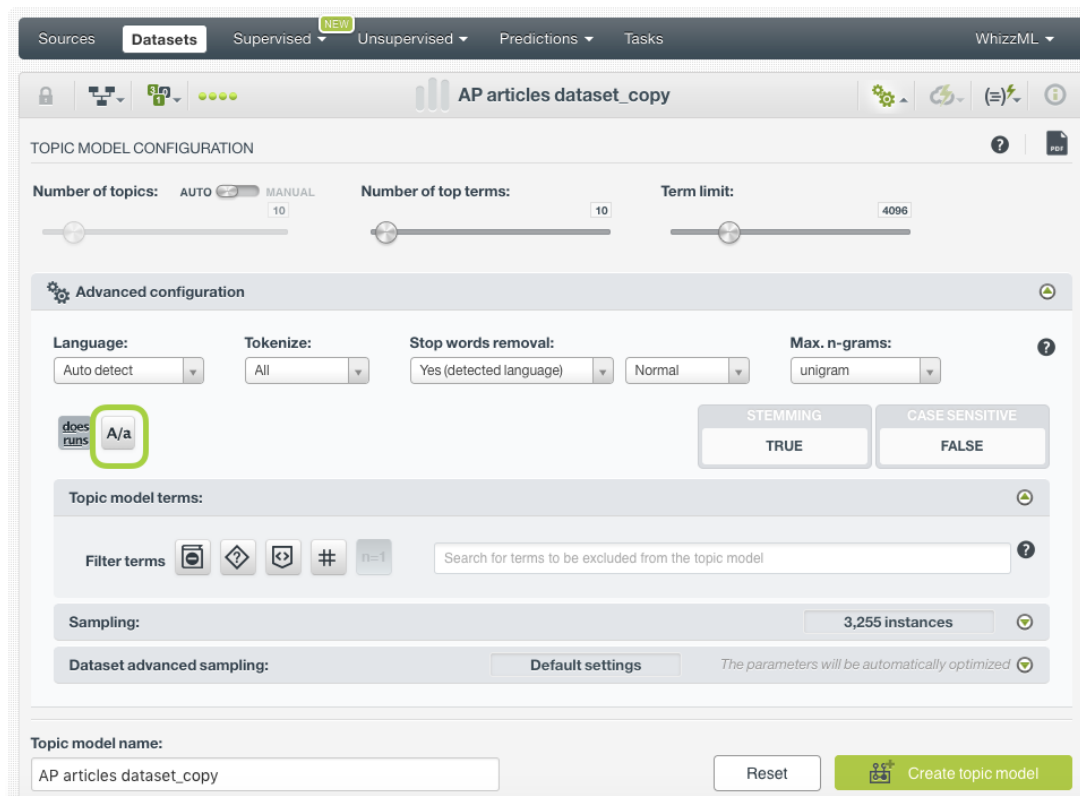 NEW
Sources Datasets Supervised Unsupervised Predictions Tasks WhizzML
AP articles dataset_copy
TOPIC MODEL CONFIGURATION ? PDF
Number of topics: AUTO MANUAL Number of top terms: Term limit:
10 10 4096
Advanced configuration
Language: Tokenize: Stop words removal: Max. n-grams: ?
Auto detect All Yes (detected language) Normal unigram
does
runs
A/a
STEMMING CASE SENSITIVE
TRUE FALSE
Topic model terms:
Filter terms ? <> # n=1 Search for terms to be excluded from the topic model ?
Sampling: 3,255 instances
Dataset advanced sampling: Default settings The parameters will be automatically optimized
Topic model name:
AP articles dataset_copy Reset Create topic model